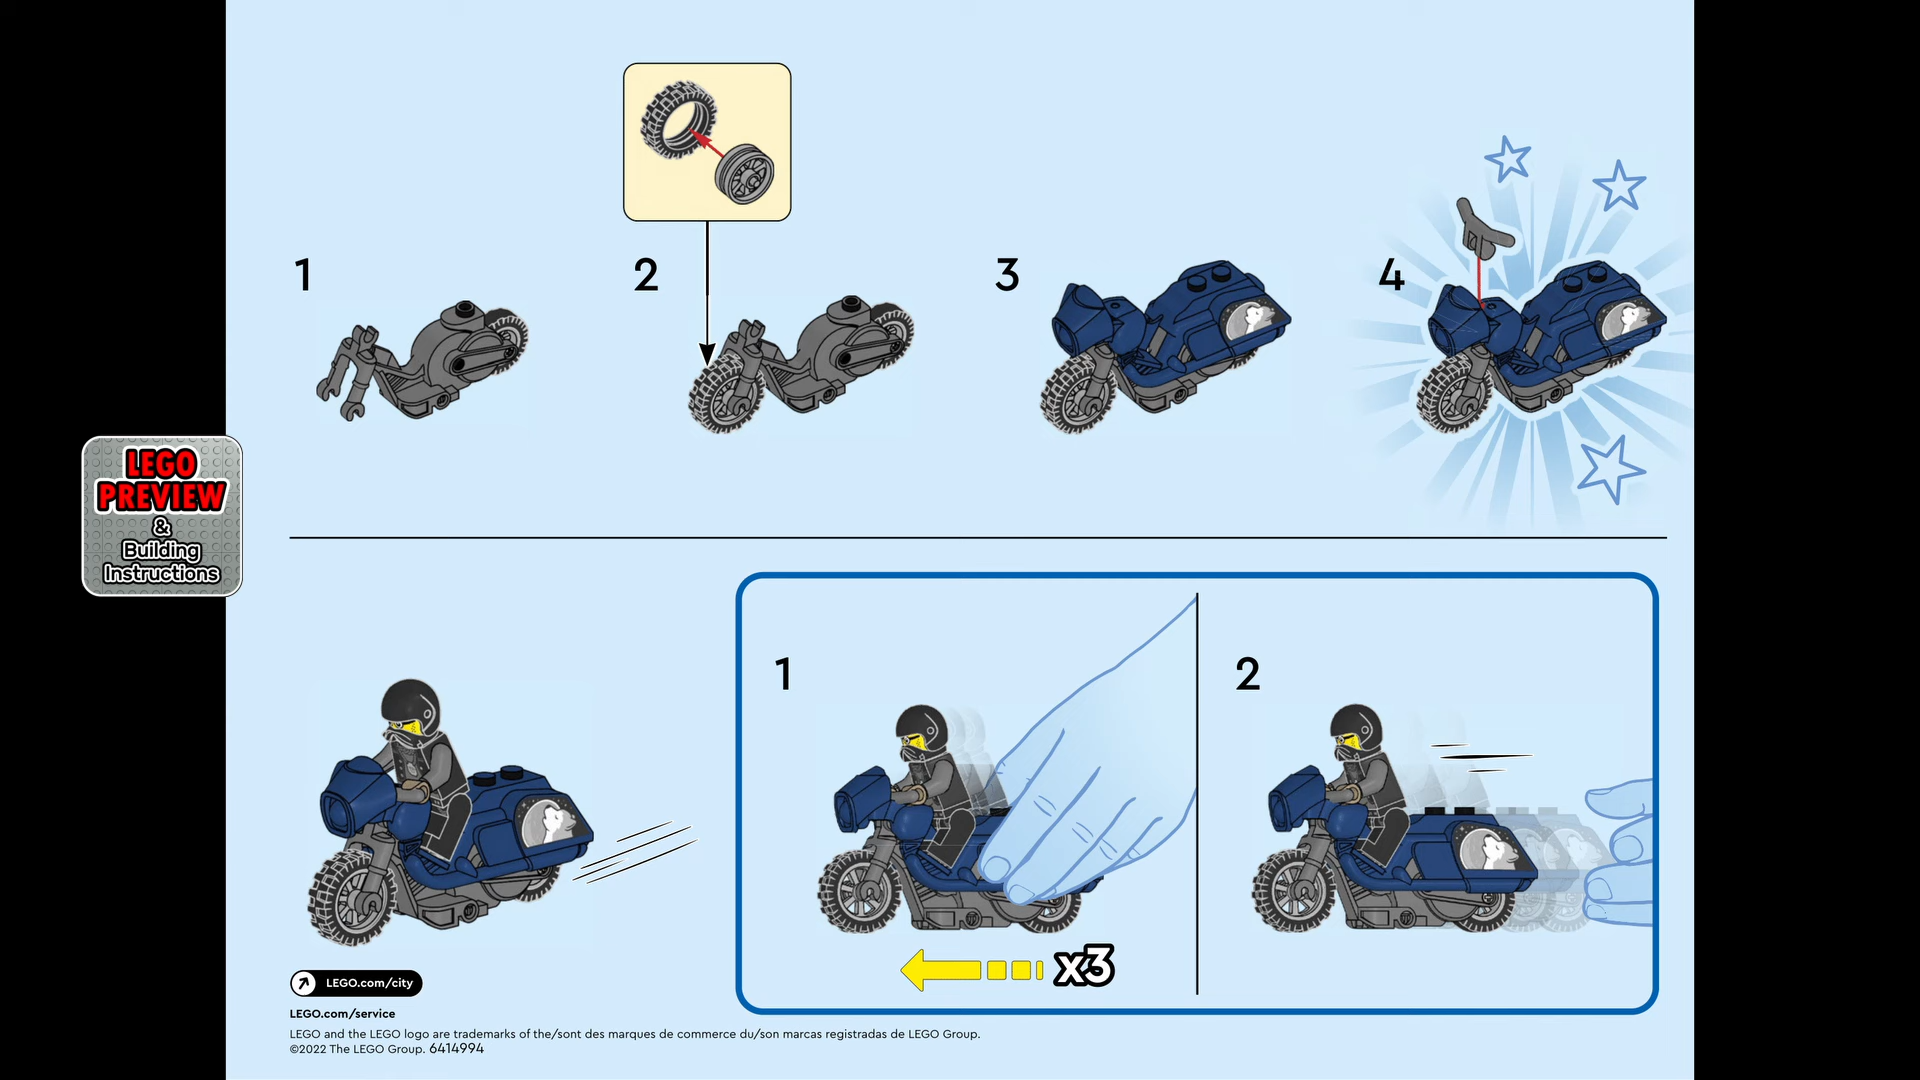 1
2
3
4
LEGO
PREVIEW
&
Building
Instructions
1
2
x3
LEGO.com/city
LEGO.com/service
LEGO and the LEGO logo are trademarks of the/sont des marques de commerce du/son marcas registradas de LEGO Group.
©2022 The LEGO Group. 6414994